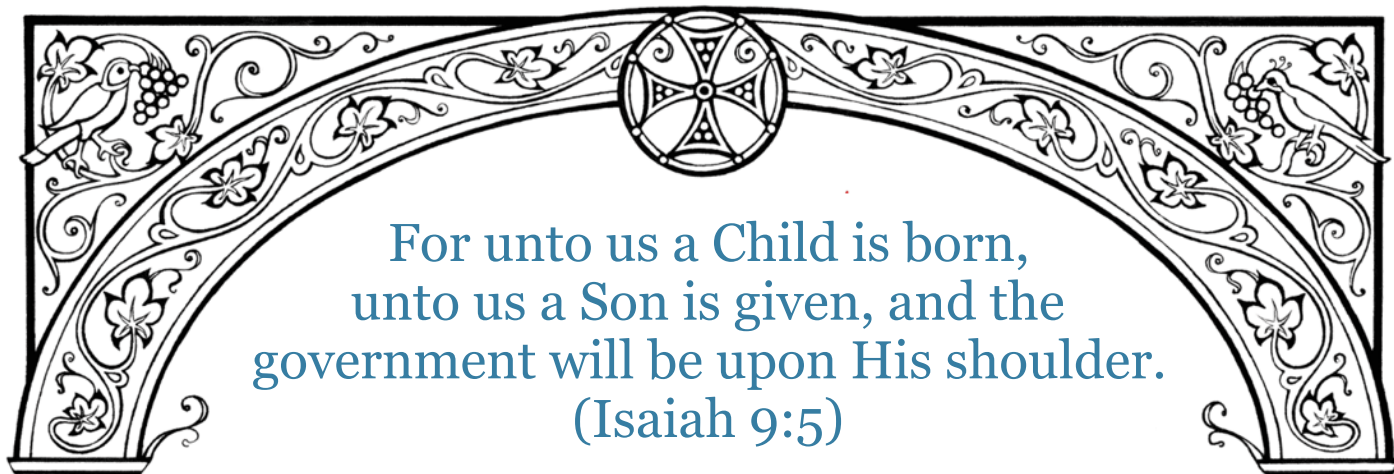 For unto us a Child is born,
unto us a Son is given, and the
government will be upon His shoulder.
(Isaiah 9:5)